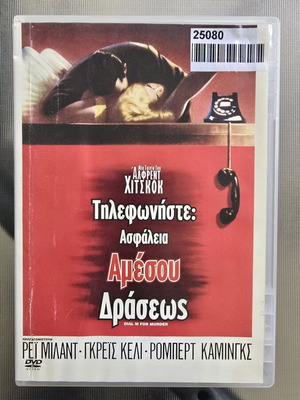 25080
Μια Ταινία Του
ΑΛΦΡΕΝΤ
ΧΙΤΣΚΟΚ
Τηλεφωνήστε:
Ασφάλεια
Αμέσου
Δράσεως
DIAL M FOR MURDER
ΡΕΪ ΜΙΛΑΝΤ · ΓΚΡΕΪΣ ΚΕΛΙ · ΡΟΜΠΕΡΤ ΚΑΜΙΝΓΚΣ
DVD